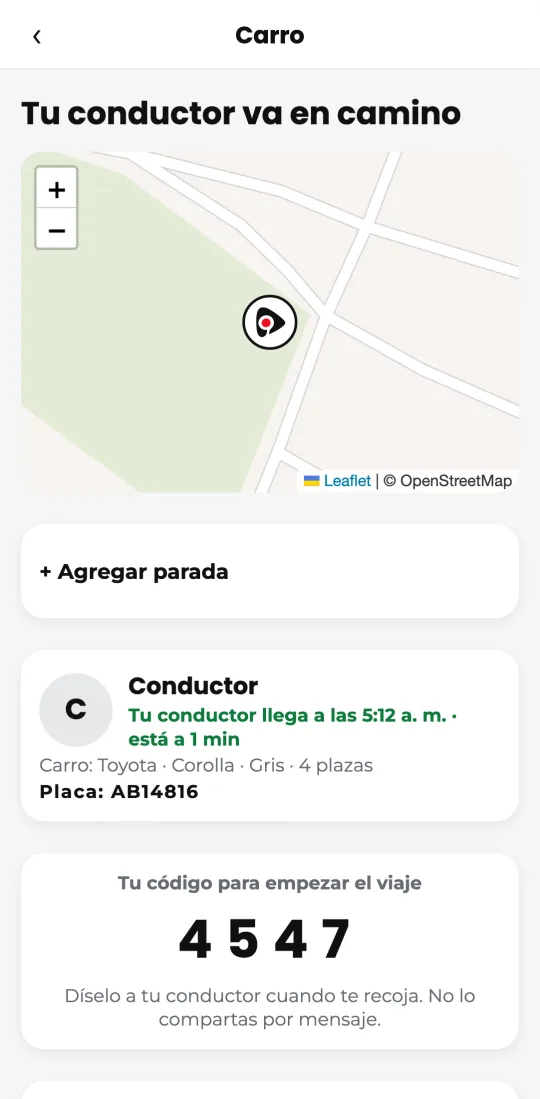 ‹
Carro
Tu conductor va en camino
+
−
Leaflet | © OpenStreetMap
+ Agregar parada
C
Conductor
Tu conductor llega a las 5:12 a. m. ·
está a 1 min
Carro: Toyota · Corolla · Gris · 4 plazas
Placa: AB14816
Tu código para empezar el viaje
4 5 4 7
Díselo a tu conductor cuando te recoja. No lo
compartas por mensaje.